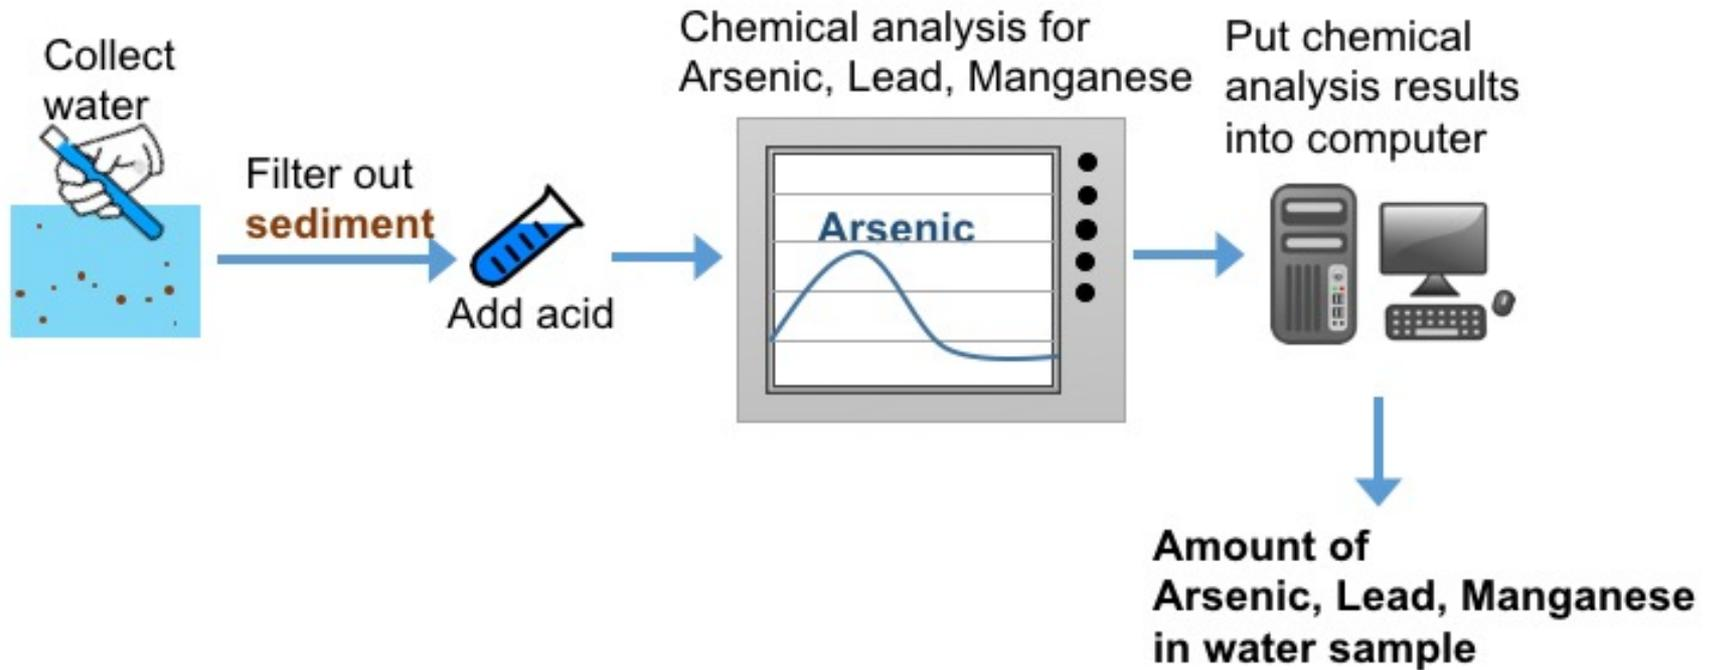 Collect
water
Filter out
sediment
Add acid
Chemical analysis for
Arsenic, Lead, Manganese
Arsenic
Put chemical
analysis results
into computer
Amount of
Arsenic, Lead, Manganese
in water sample